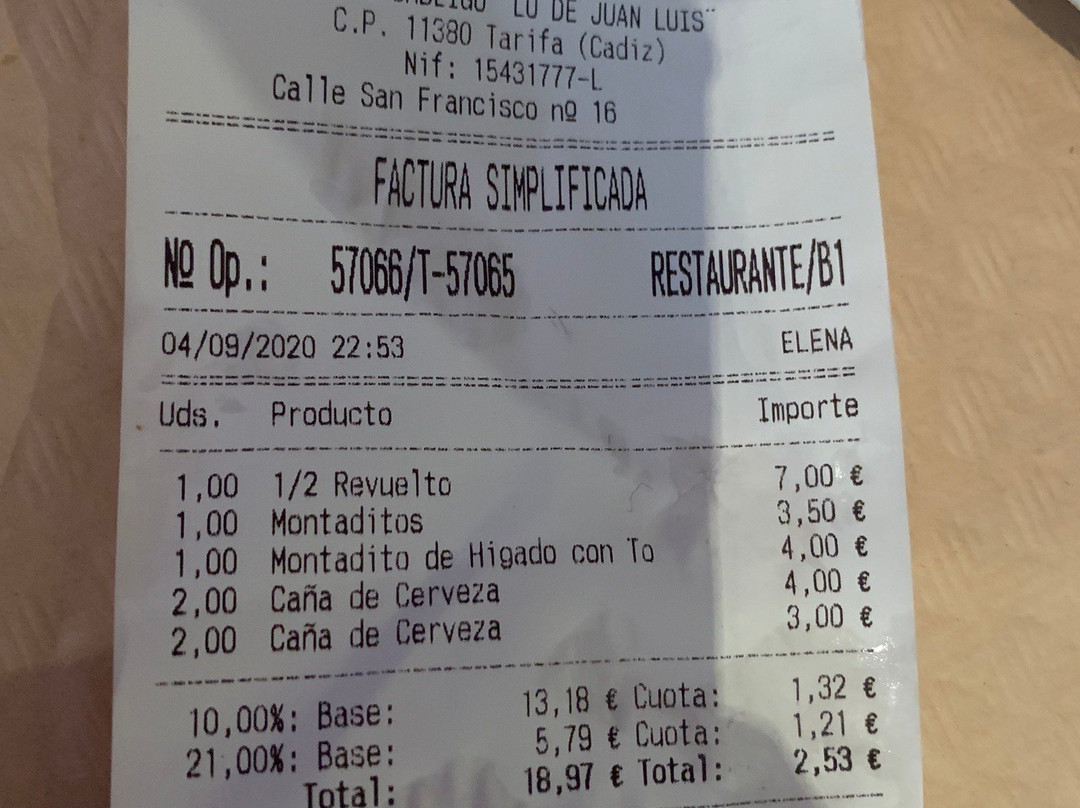 LU DE JUAN LUIS¨
C.P. 11380 Tarifa (Cadiz)
Nif: 15431777-L
Calle San Francisco nº 16
FACTURA SIMPLIFICADA
Nº Op.: 57066/T-57065 RESTAURANTE/B1
04/09/2020 22:53 ELENA
Uds. Producto Importe
1,00 1/2 Revuelto 7,00 €
1,00 Montaditos 3,50 €
1,00 Montadito de Higado con To 4,00 €
2,00 Caña de Cerveza 4,00 €
2,00 Caña de Cerveza 3,00 €
10,00%: Base: 13,18 € Cuota: 1,32 €
21,00%: Base: 5,79 € Cuota: 1,21 €
Total: 18,97 € Total: 2,53 €